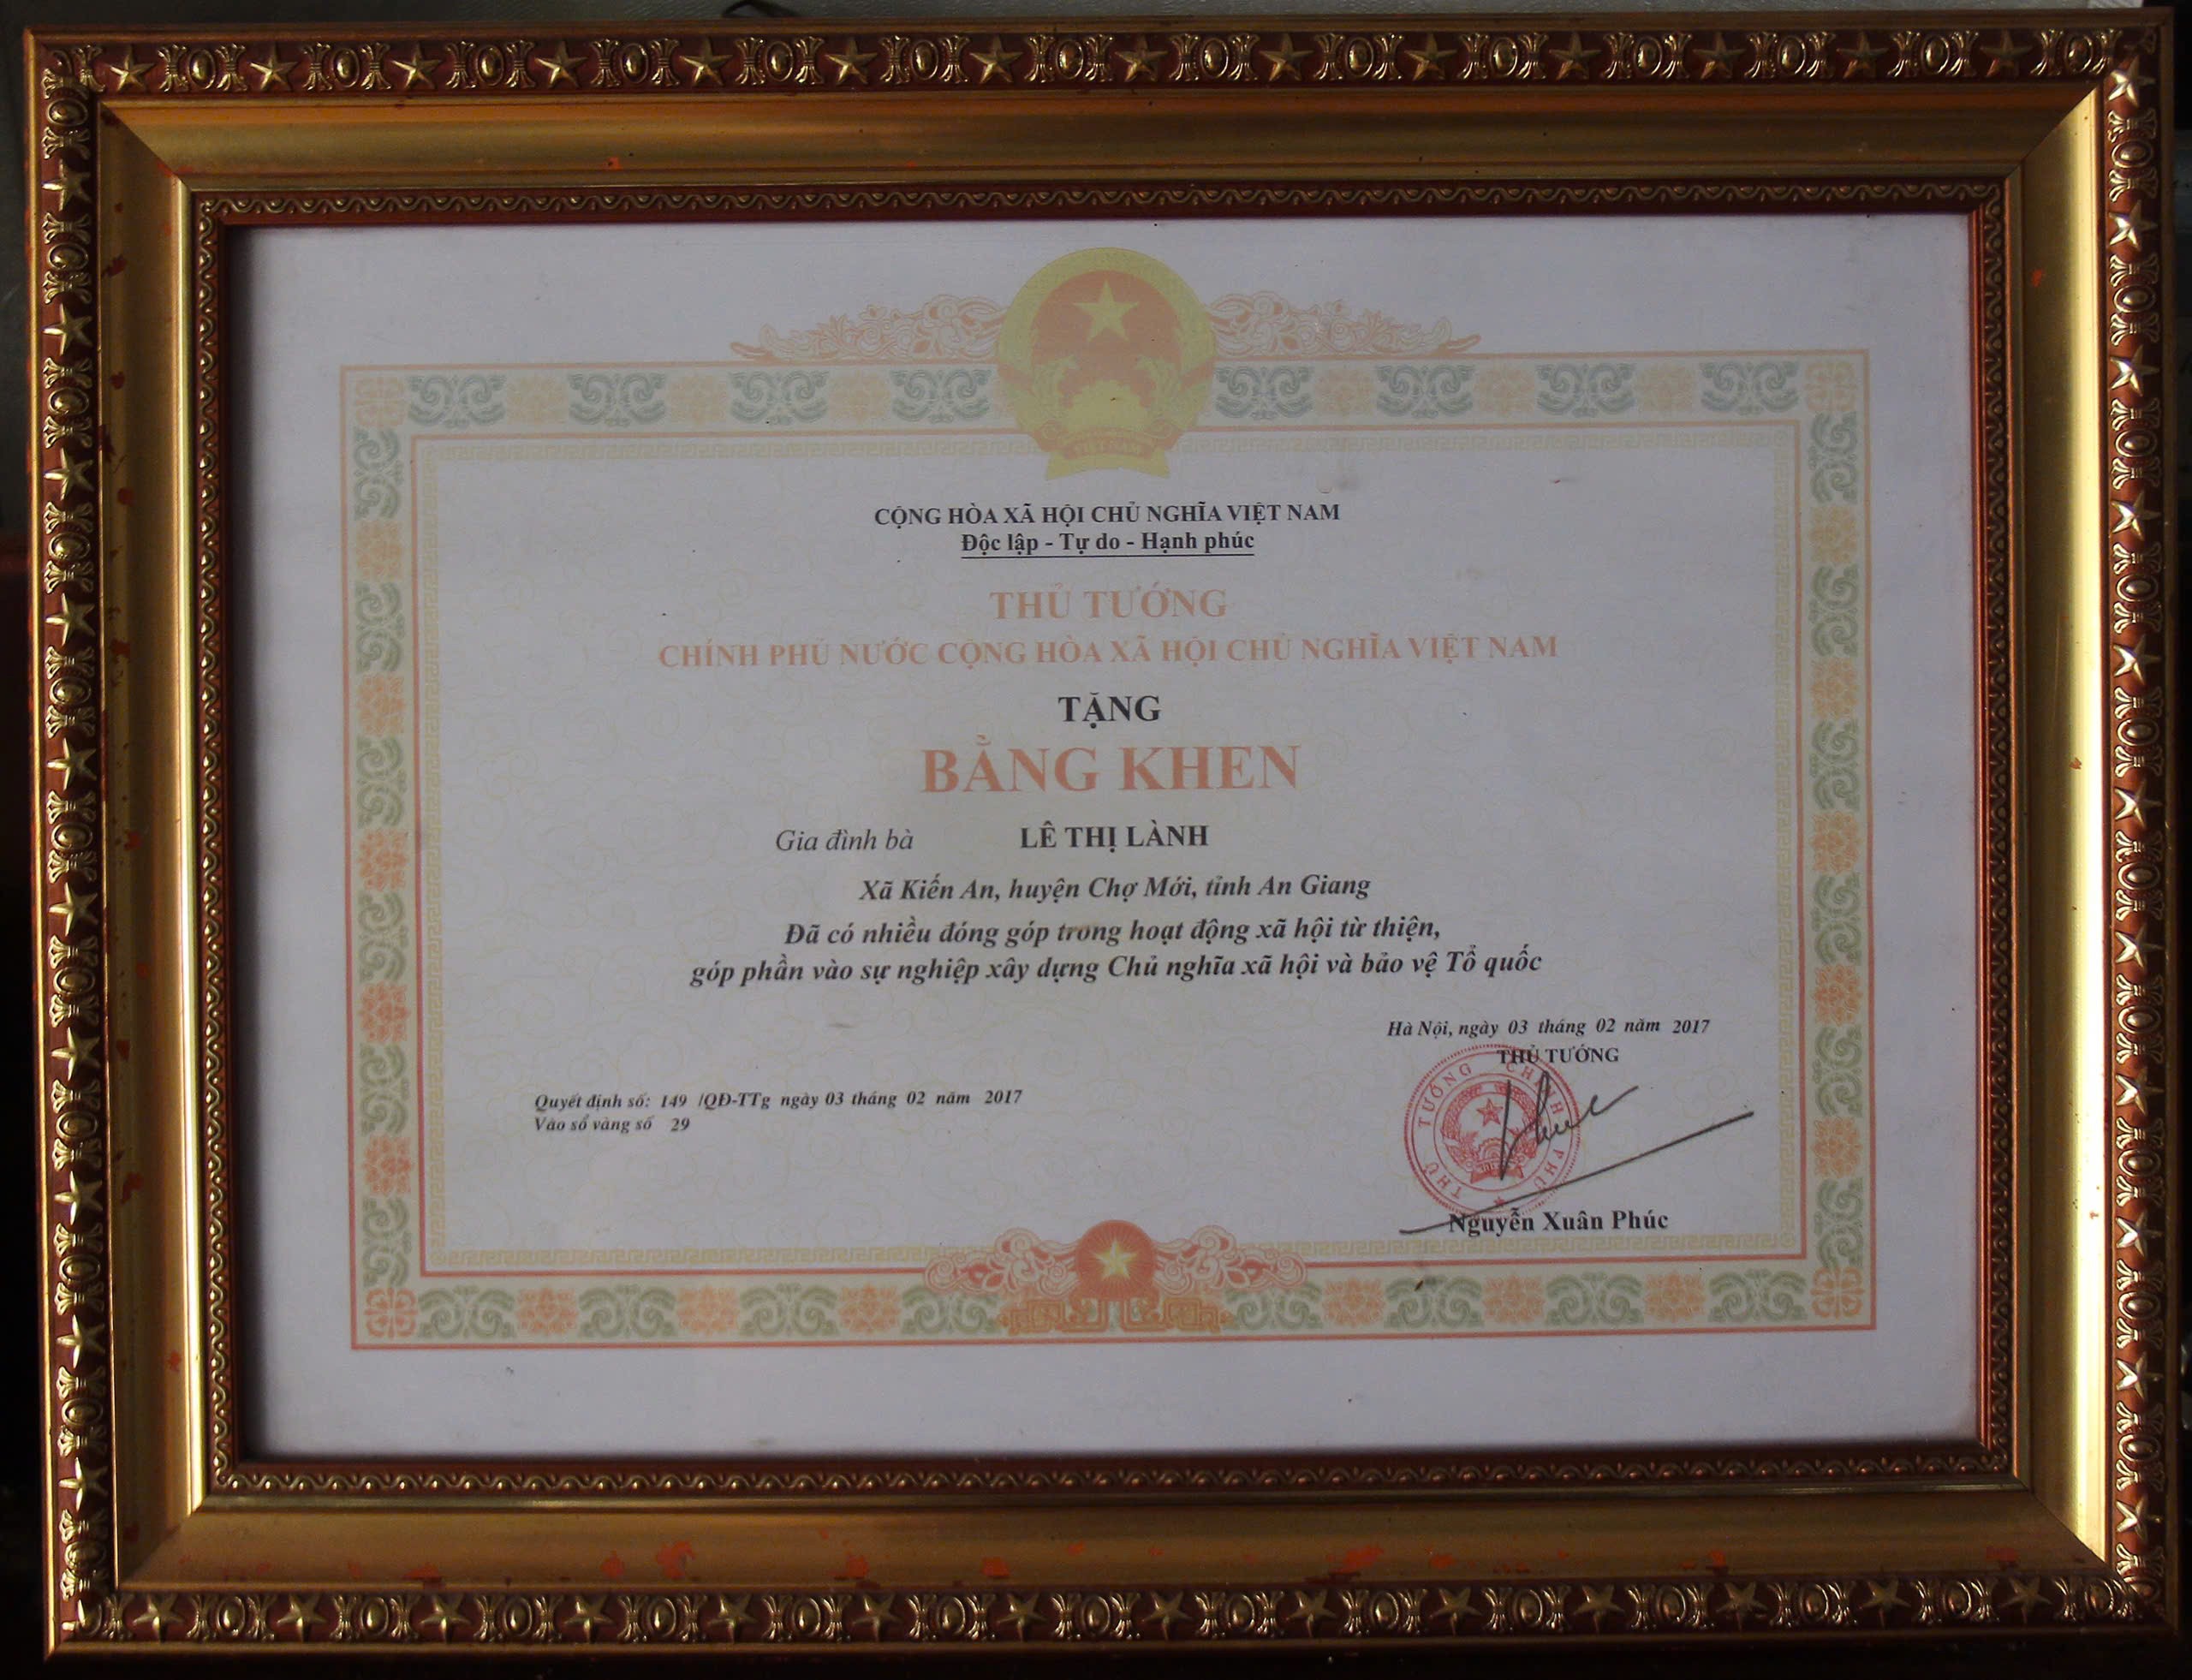 VIỆT NAM
CỘNG HÒA XÃ HỘI CHỦ NGHĨA VIỆT NAM
Độc lập - Tự do - Hạnh phúc
THỦ TƯỚNG
CHÍNH PHỦ NƯỚC CỘNG HÒA XÃ HỘI CHỦ NGHĨA VIỆT NAM
TẶNG
BẰNG KHEN
Gia đình bà LÊ THỊ LÀNH
Xã Kiến An, huyện Chợ Mới, tỉnh An Giang
Đã có nhiều đóng góp trong hoạt động xã hội từ thiện,
góp phần vào sự nghiệp xây dựng Chủ nghĩa xã hội và bảo vệ Tổ quốc
Hà Nội, ngày 03 tháng 02 năm 2017
THỦ TƯỚNG
Quyết định số: 149 /QĐ-TTg ngày 03 tháng 02 năm 2017
Vào sổ vàng số 29
THỦ TƯỚNG CHÍNH PHỦ
Nguyễn Xuân Phúc